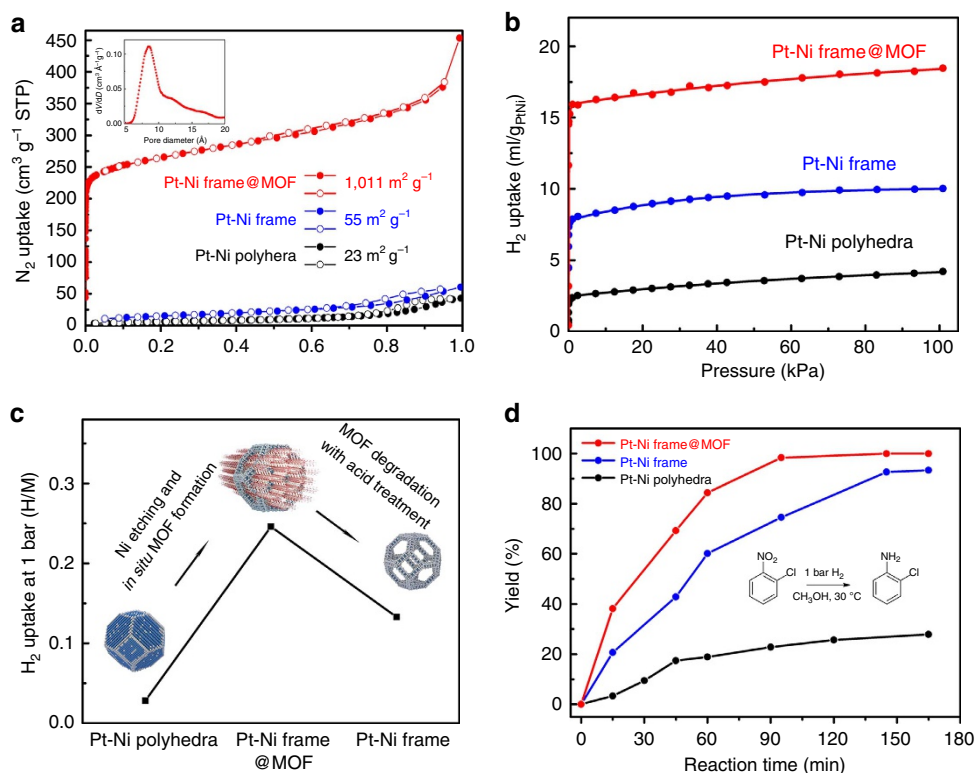 a
N₂ uptake (cm³ g⁻¹ STP)
450
400
350
300
250
200
150
100
50
0
0.0 0.2 0.4 0.6 0.8 1.0
dV/dD (cm³ Å⁻¹g⁻¹)
0.10
0.05
0.00
5 10 15 20
Pore diameter (Å)
Pt-Ni frame@MOF 1,011 m² g⁻¹
Pt-Ni frame 55 m² g⁻¹
Pt-Ni polyhera 23 m² g⁻¹
b
H₂ uptake (ml/gPtNi)
20
15
10
5
0
0 20 40 60 80 100
Pressure (kPa)
Pt-Ni frame@MOF
Pt-Ni frame
Pt-Ni polyhedra
c
H₂ uptake at 1 bar (H/M)
0.3
0.2
0.1
0.0
Ni etching and
in situ MOF formation
MOF degradation
with acid treatment
Pt-Ni polyhedra Pt-Ni frame Pt-Ni frame
@MOF
d
Yield (%)
100
80
60
40
20
0
0 30 60 90 120 150 180
Reaction time (min)
Pt-Ni frame@MOF
Pt-Ni frame
Pt-Ni polyhedra
NO₂ NH₂
Cl 1 bar H₂ Cl
CH₃OH, 30 °C